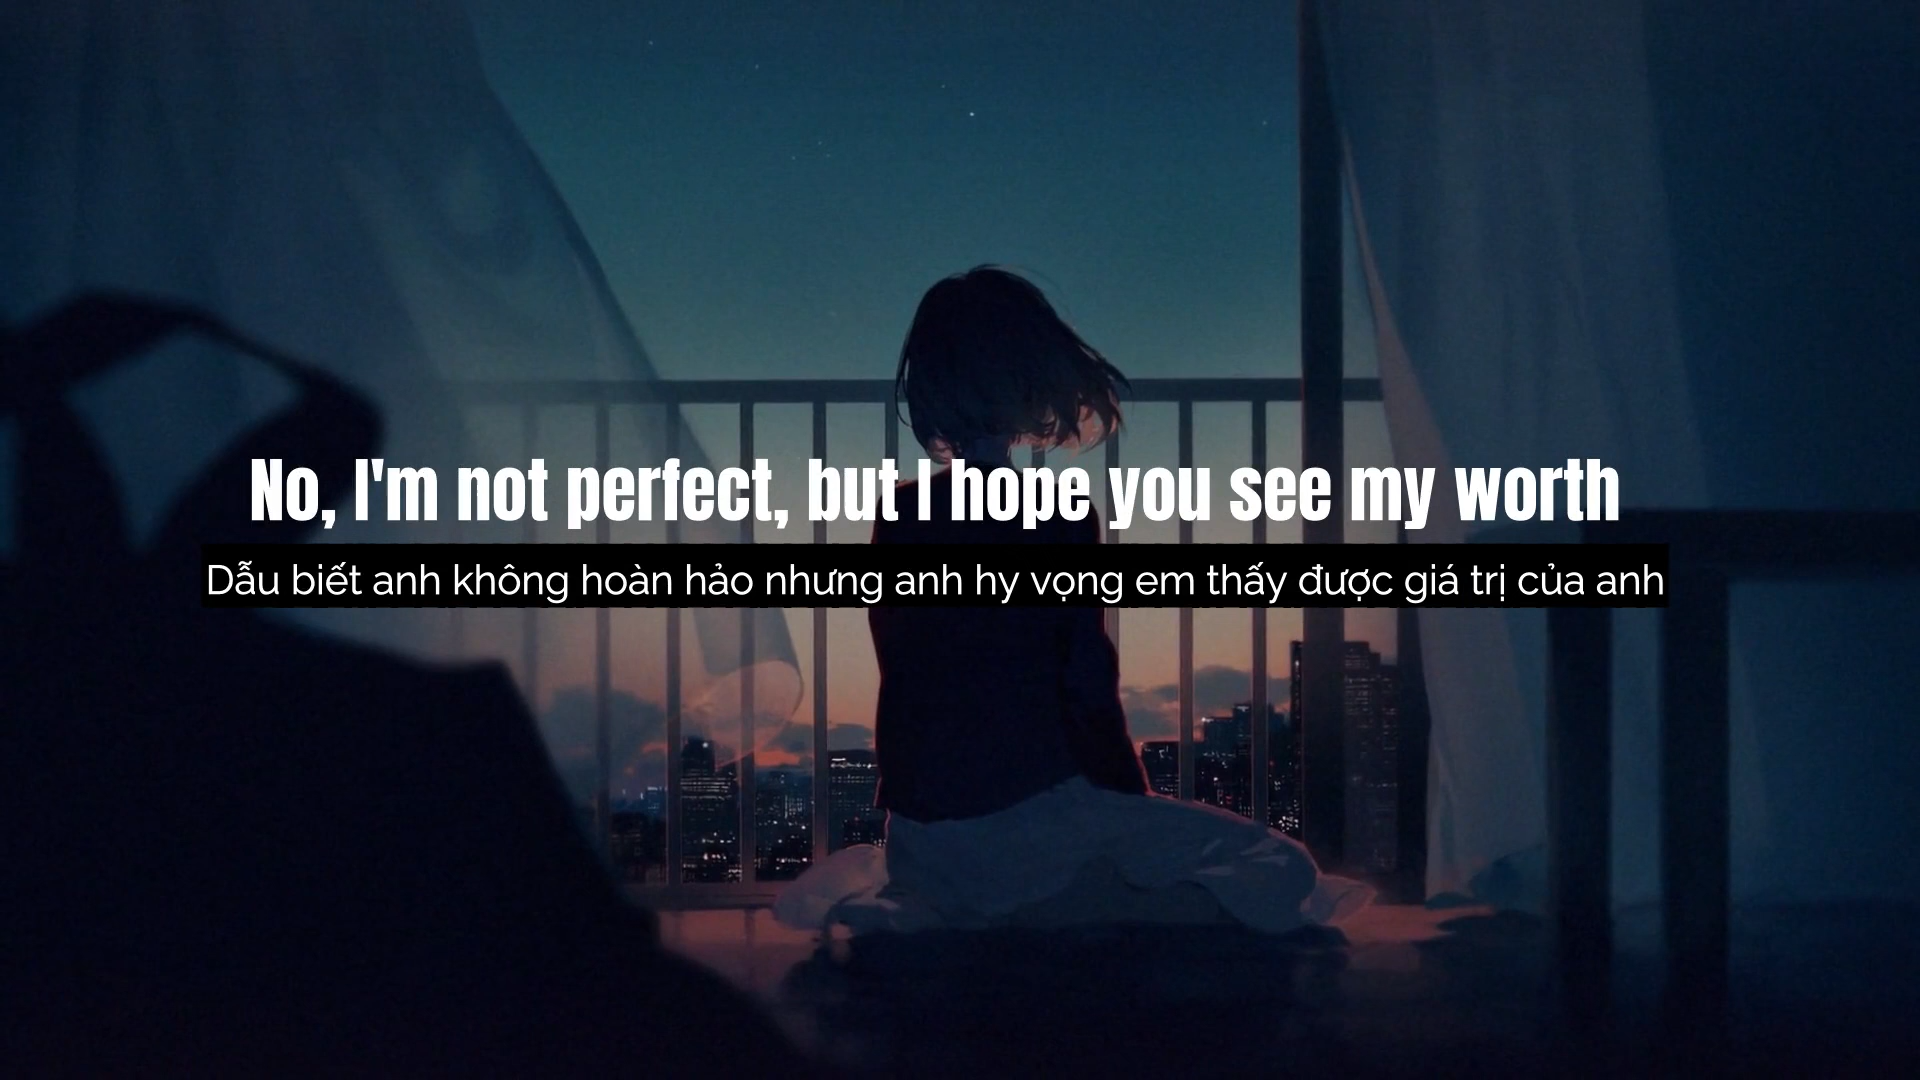 No, I'm not perfect, but I hope you see my worth
Dẫu biết anh không hoàn hảo nhưng anh hy vọng em thấy được giá trị của anh